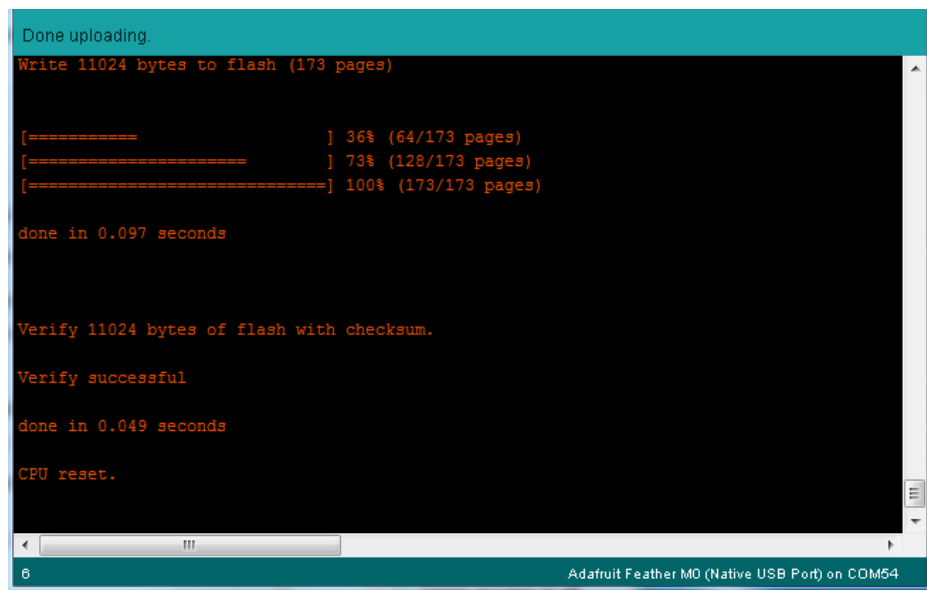 Done uploading.
Write 11024 bytes to flash (173 pages)
[===========                   ] 36% (64/173 pages)
[======================        ] 73% (128/173 pages)
[==============================] 100% (173/173 pages)
done in 0.097 seconds
Verify 11024 bytes of flash with checksum.
Verify successful
done in 0.049 seconds
CPU reset.
6
Adafruit Feather M0 (Native USB Port) on COM54